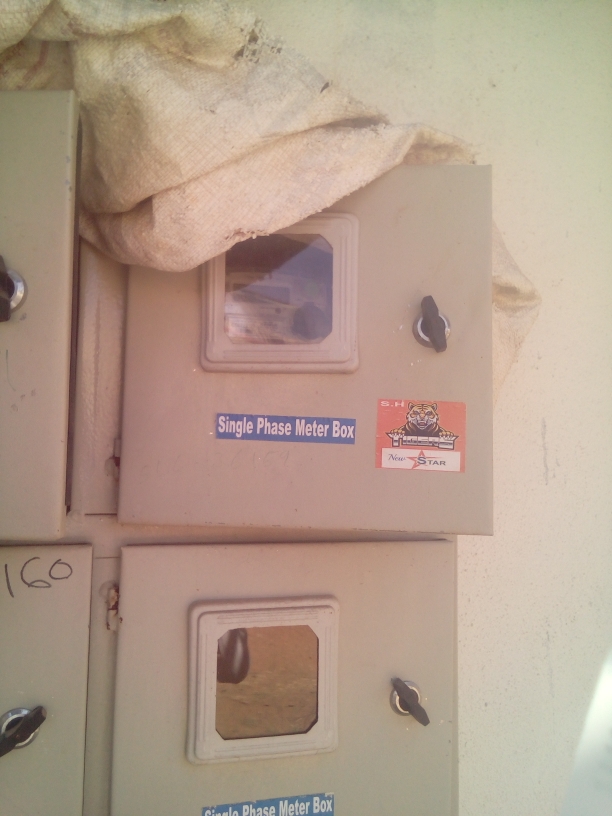 Single Phase Meter Box
S.H
New STAR
160
Single Phase Meter Box